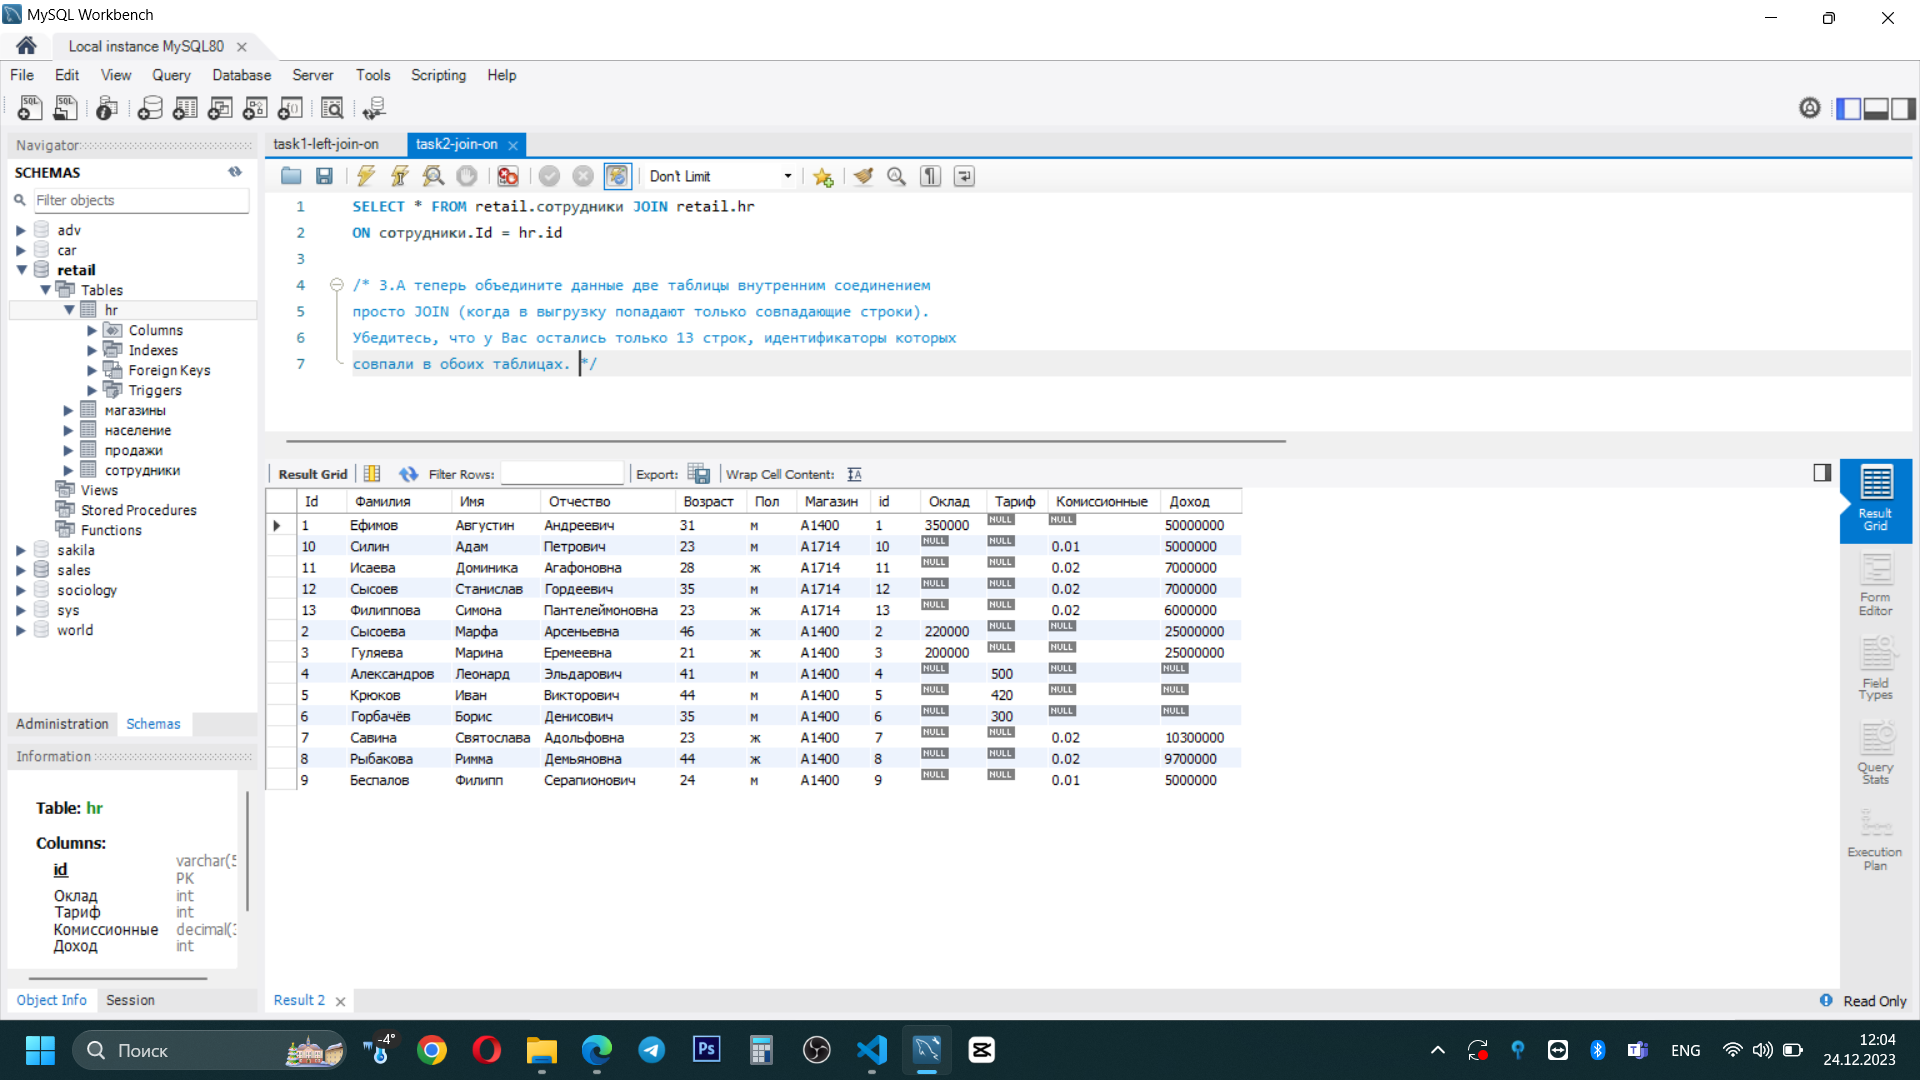 MySQL Workbench
Local instance MySQL80
File Edit View Query Database Server Tools Scripting Help
Navigator
SCHEMAS
Filter objects
adv
car
retail
Tables
hr
Columns
Indexes
Foreign Keys
Triggers
магазины
население
продажи
сотрудники
Views
Stored Procedures
Functions
sakila
sales
sociology
sys
world
Administration Schemas
Information
Table: hr
Columns:
id varchar(5
PK
Оклад int
Тариф int
Комиссионные decimal(3
Доход int
Object Info Session
task1-left-join-on task2-join-on
Don't Limit
1 SELECT * FROM retail.сотрудники JOIN retail.hr
2 ON сотрудники.Id = hr.id
3
4 /* 3.А теперь объедините данные две таблицы внутренним соединением
5 просто JOIN (когда в выгрузку попадают только совпадающие строки).
6 Убедитесь, что у Вас остались только 13 строк, идентификаторы которых
7 совпали в обоих таблицах. */
Result Grid Filter Rows: Export: Wrap Cell Content:
Id Фамилия Имя Отчество Возраст Пол Магазин id Оклад Тариф Комиссионные Доход
1 Ефимов Августин Андреевич 31 м А1400 1 350000 NULL NULL 50000000
10 Силин Адам Петрович 23 м А1714 10 NULL NULL 0.01 5000000
11 Исаева Доминика Агафоновна 28 ж А1714 11 NULL NULL 0.02 7000000
12 Сысоев Станислав Гордеевич 35 м А1714 12 NULL NULL 0.02 7000000
13 Филиппова Симона Пантелеймоновна 23 ж А1714 13 NULL NULL 0.02 6000000
2 Сысоева Марфа Арсеньевна 46 ж А1400 2 220000 NULL NULL 25000000
3 Гуляева Марина Еремеевна 21 ж А1400 3 200000 NULL NULL 25000000
4 Александров Леонард Эльдарович 41 м А1400 4 NULL 500 NULL NULL
5 Крюков Иван Викторович 44 м А1400 5 NULL 420 NULL NULL
6 Горбачёв Борис Денисович 35 м А1400 6 NULL 300 NULL NULL
7 Савина Святослава Адольфовна 23 ж А1400 7 NULL NULL 0.02 10300000
8 Рыбакова Римма Демьяновна 44 ж А1400 8 NULL NULL 0.02 9700000
9 Беспалов Филипп Серапионович 24 м А1400 9 NULL NULL 0.01 5000000
Result
Grid
Form
Editor
Field
Types
Query
Stats
Execution
Plan
Result 2
Read Only
Поиск
-4°
Ps
ENG
12:04
24.12.2023